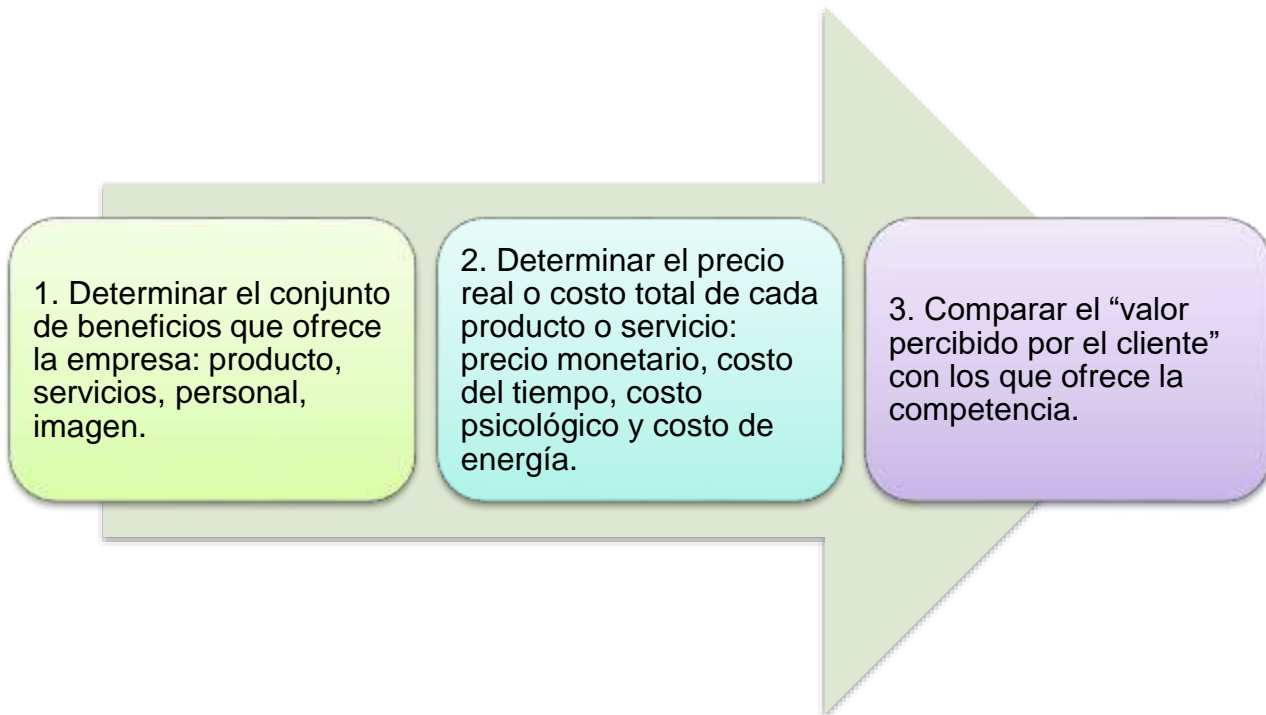 1. Determinar el conjunto
de beneficios que ofrece
la empresa: producto,
servicios, personal,
imagen.
2. Determinar el precio
real o costo total de cada
producto o servicio:
precio monetario, costo
del tiempo, costo
psicológico y costo de
energía.
3. Comparar el “valor
percibido por el cliente”
con los que ofrece la
competencia.